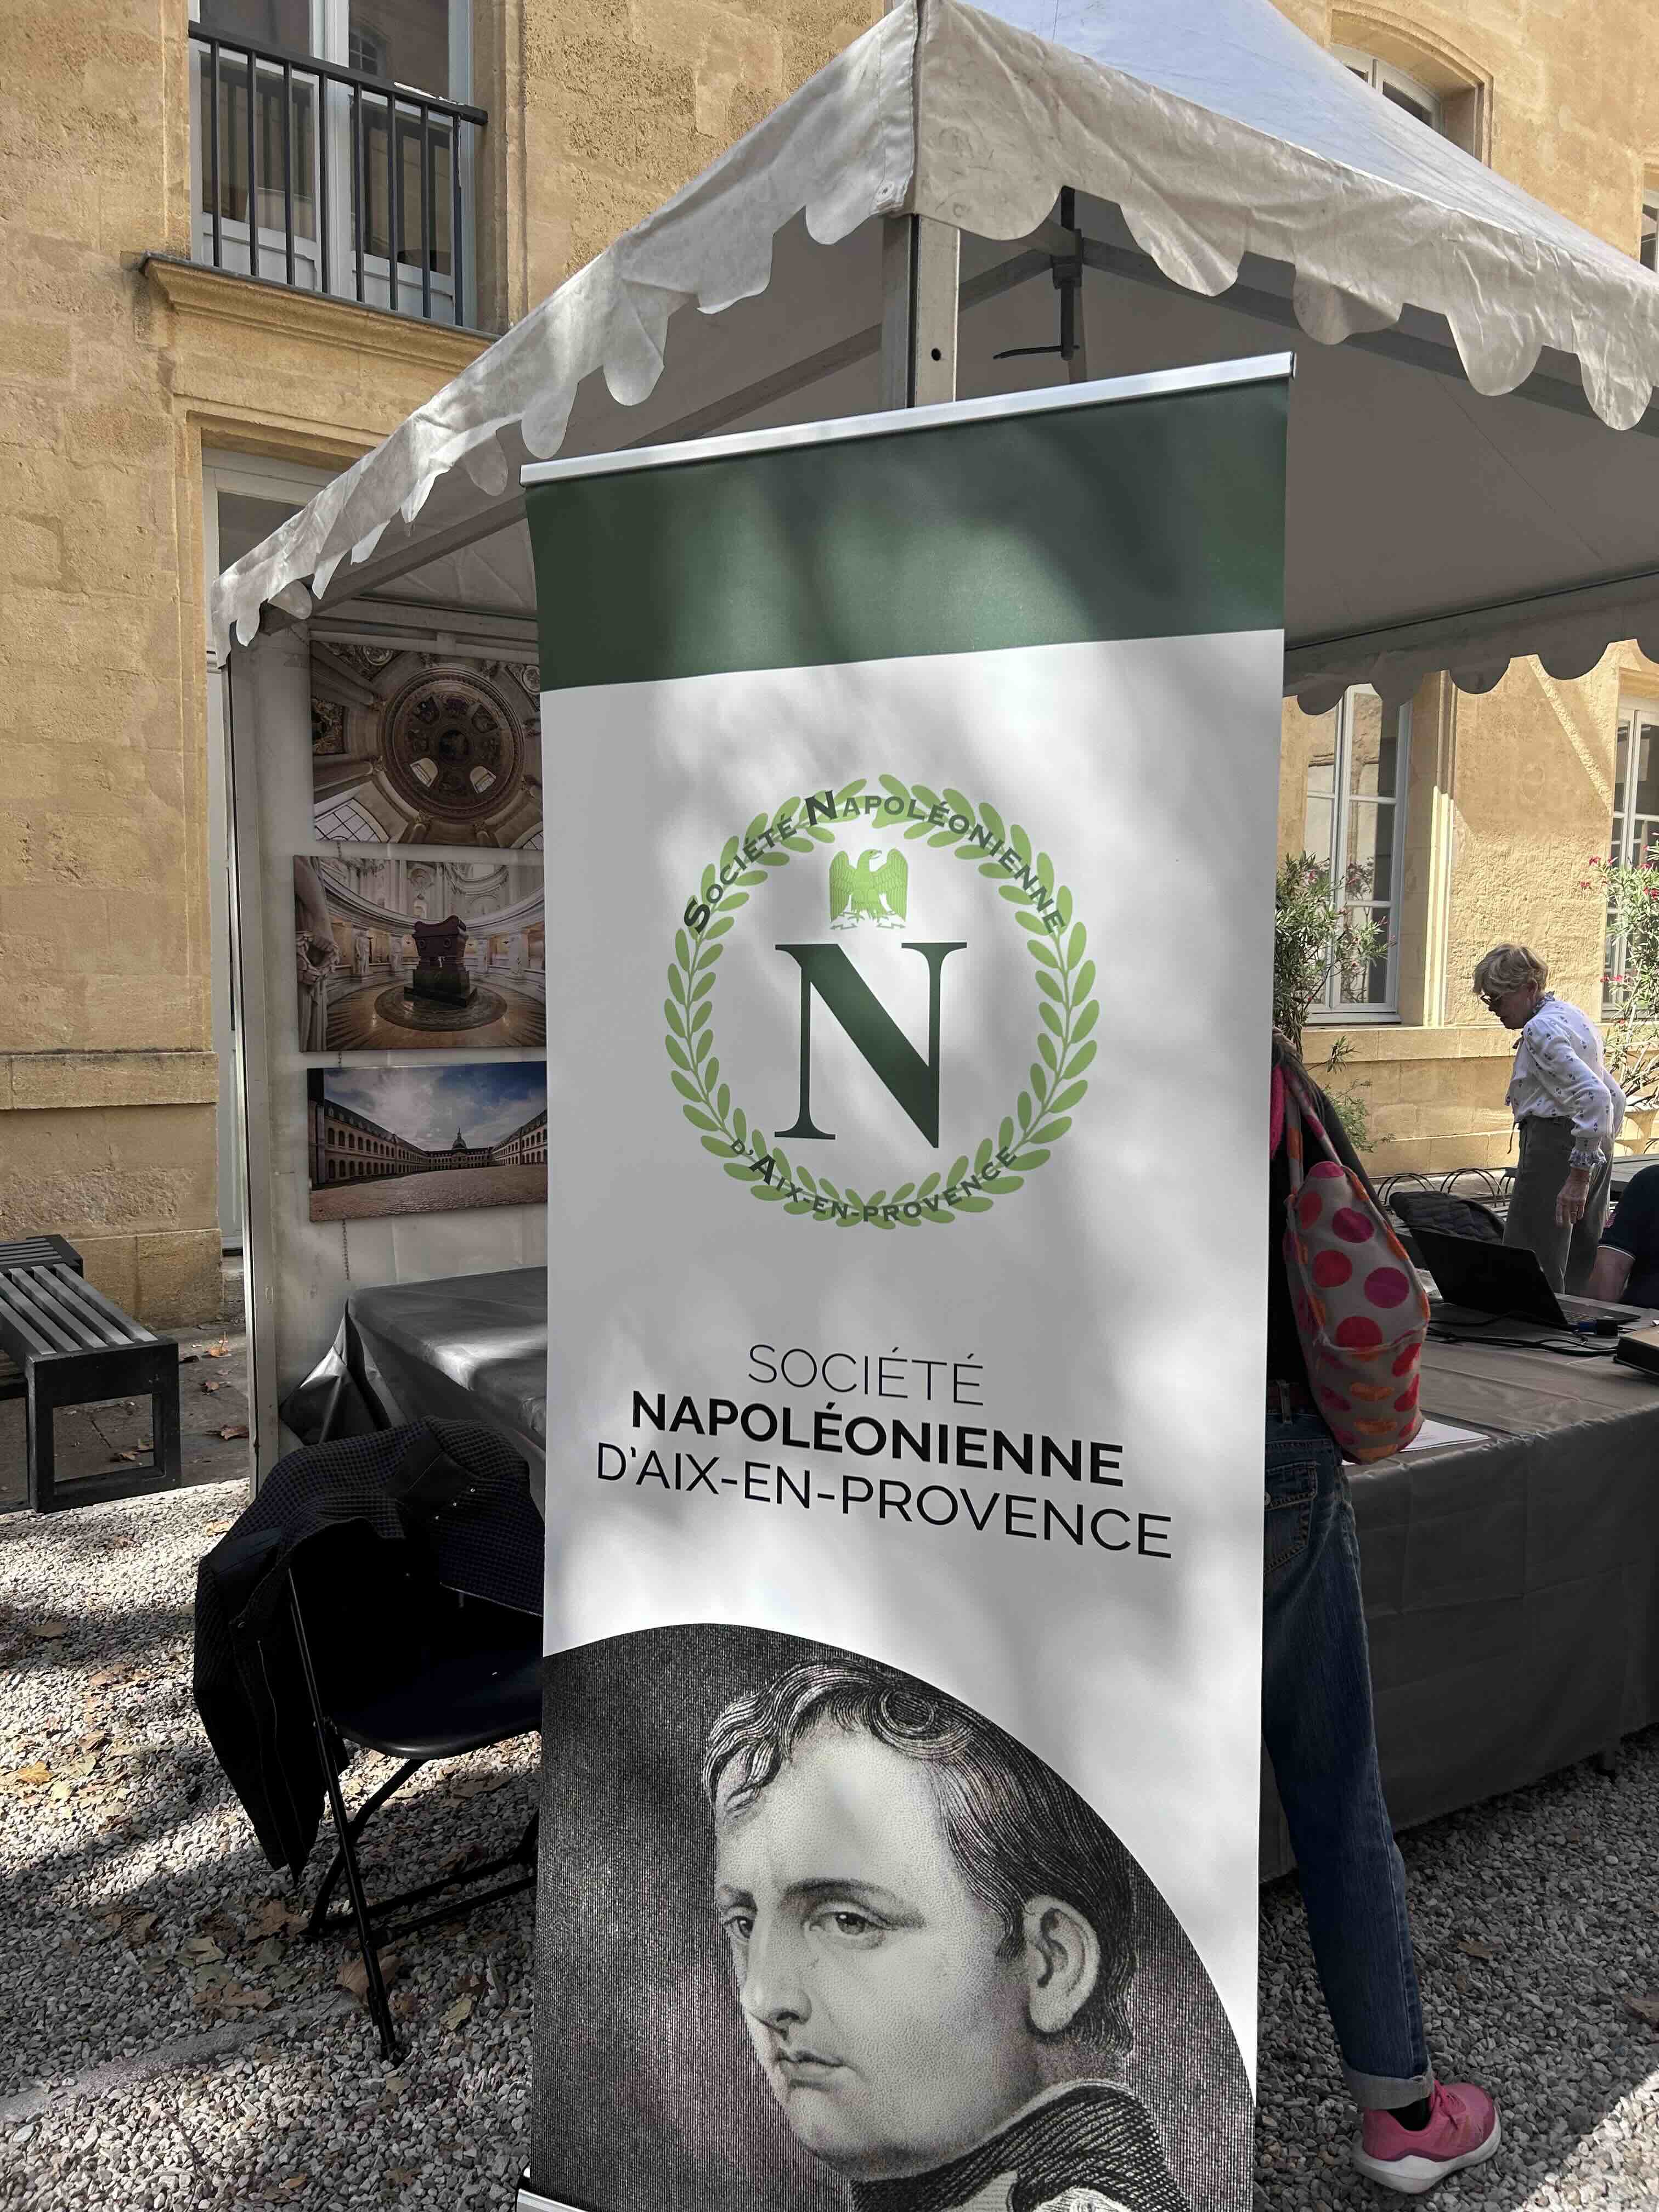 Société Napoléonienne
N
d'Aix-en-Provence
SOCIÉTÉ
NAPOLÉONIENNE
D'AIX-EN-PROVENCE